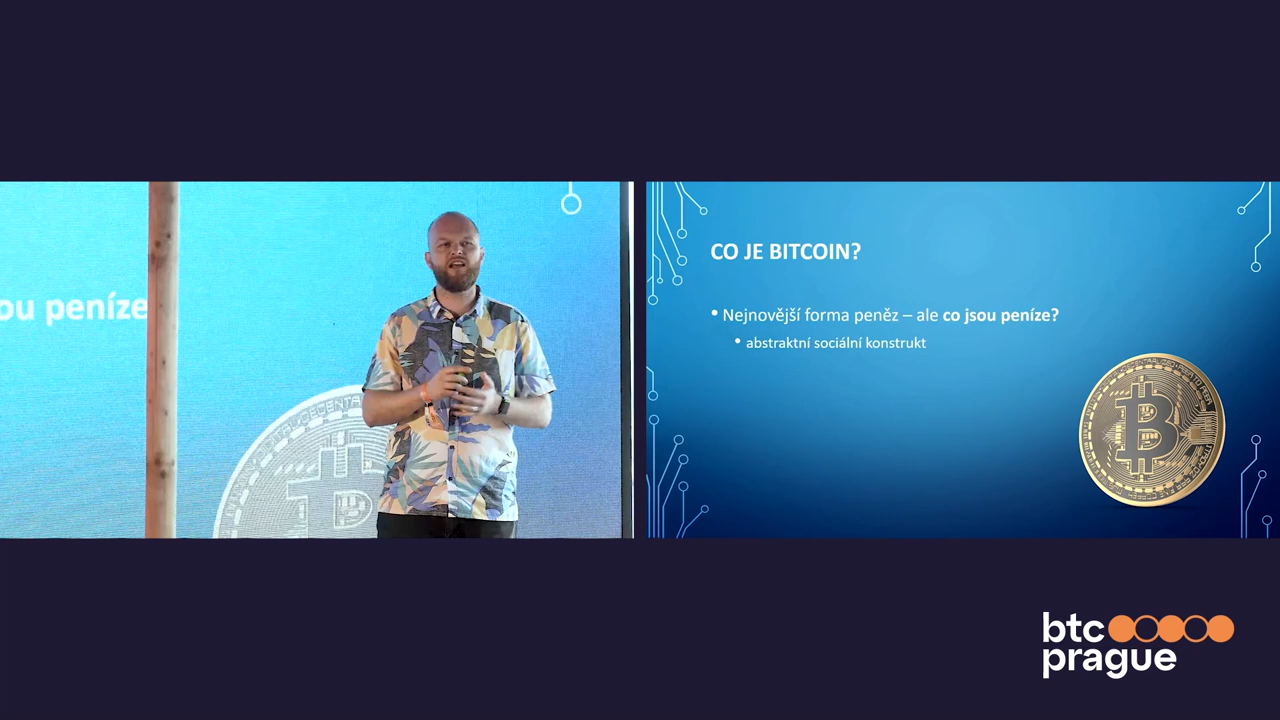 ou peníze
CO JE BITCOIN?
• Nejnovější forma peněz – ale co jsou peníze?
• abstraktní sociální konstrukt
btc
prague